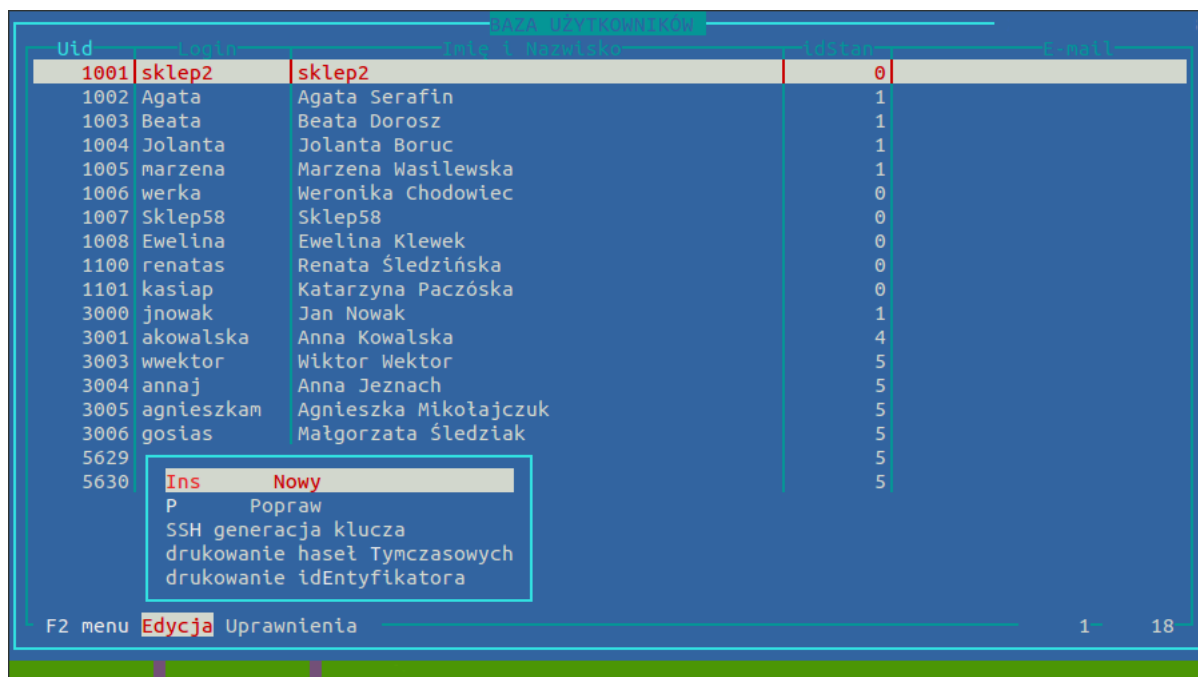 BAZA UŻYTKOWNIKÓW
Uid Login Imię i Nazwisko idStan E-mail
1001 sklep2 sklep2 0
1002 Agata Agata Serafin 1
1003 Beata Beata Dorosz 1
1004 Jolanta Jolanta Boruc 1
1005 marzena Marzena Wasilewska 1
1006 werka Weronika Chodowiec 0
1007 Sklep58 Sklep58 0
1008 Ewelina Ewelina Klewek 0
1100 renatas Renata Śledzińska 0
1101 kasiap Katarzyna Paczóska 0
3000 jnowak Jan Nowak 1
3001 akowalska Anna Kowalska 4
3003 wwektor Wiktor Wektor 5
3004 annaj Anna Jeznach 5
3005 agnieszkam Agnieszka Mikołajczuk 5
3006 gosias Małgorzata Śledziak 5
5629 5
5630 5
Ins Nowy
P Popraw
SSH generacja klucza
drukowanie haseł Tymczasowych
drukowanie idEntyfikatora
F2 menu Edycja Uprawnienia 1 18